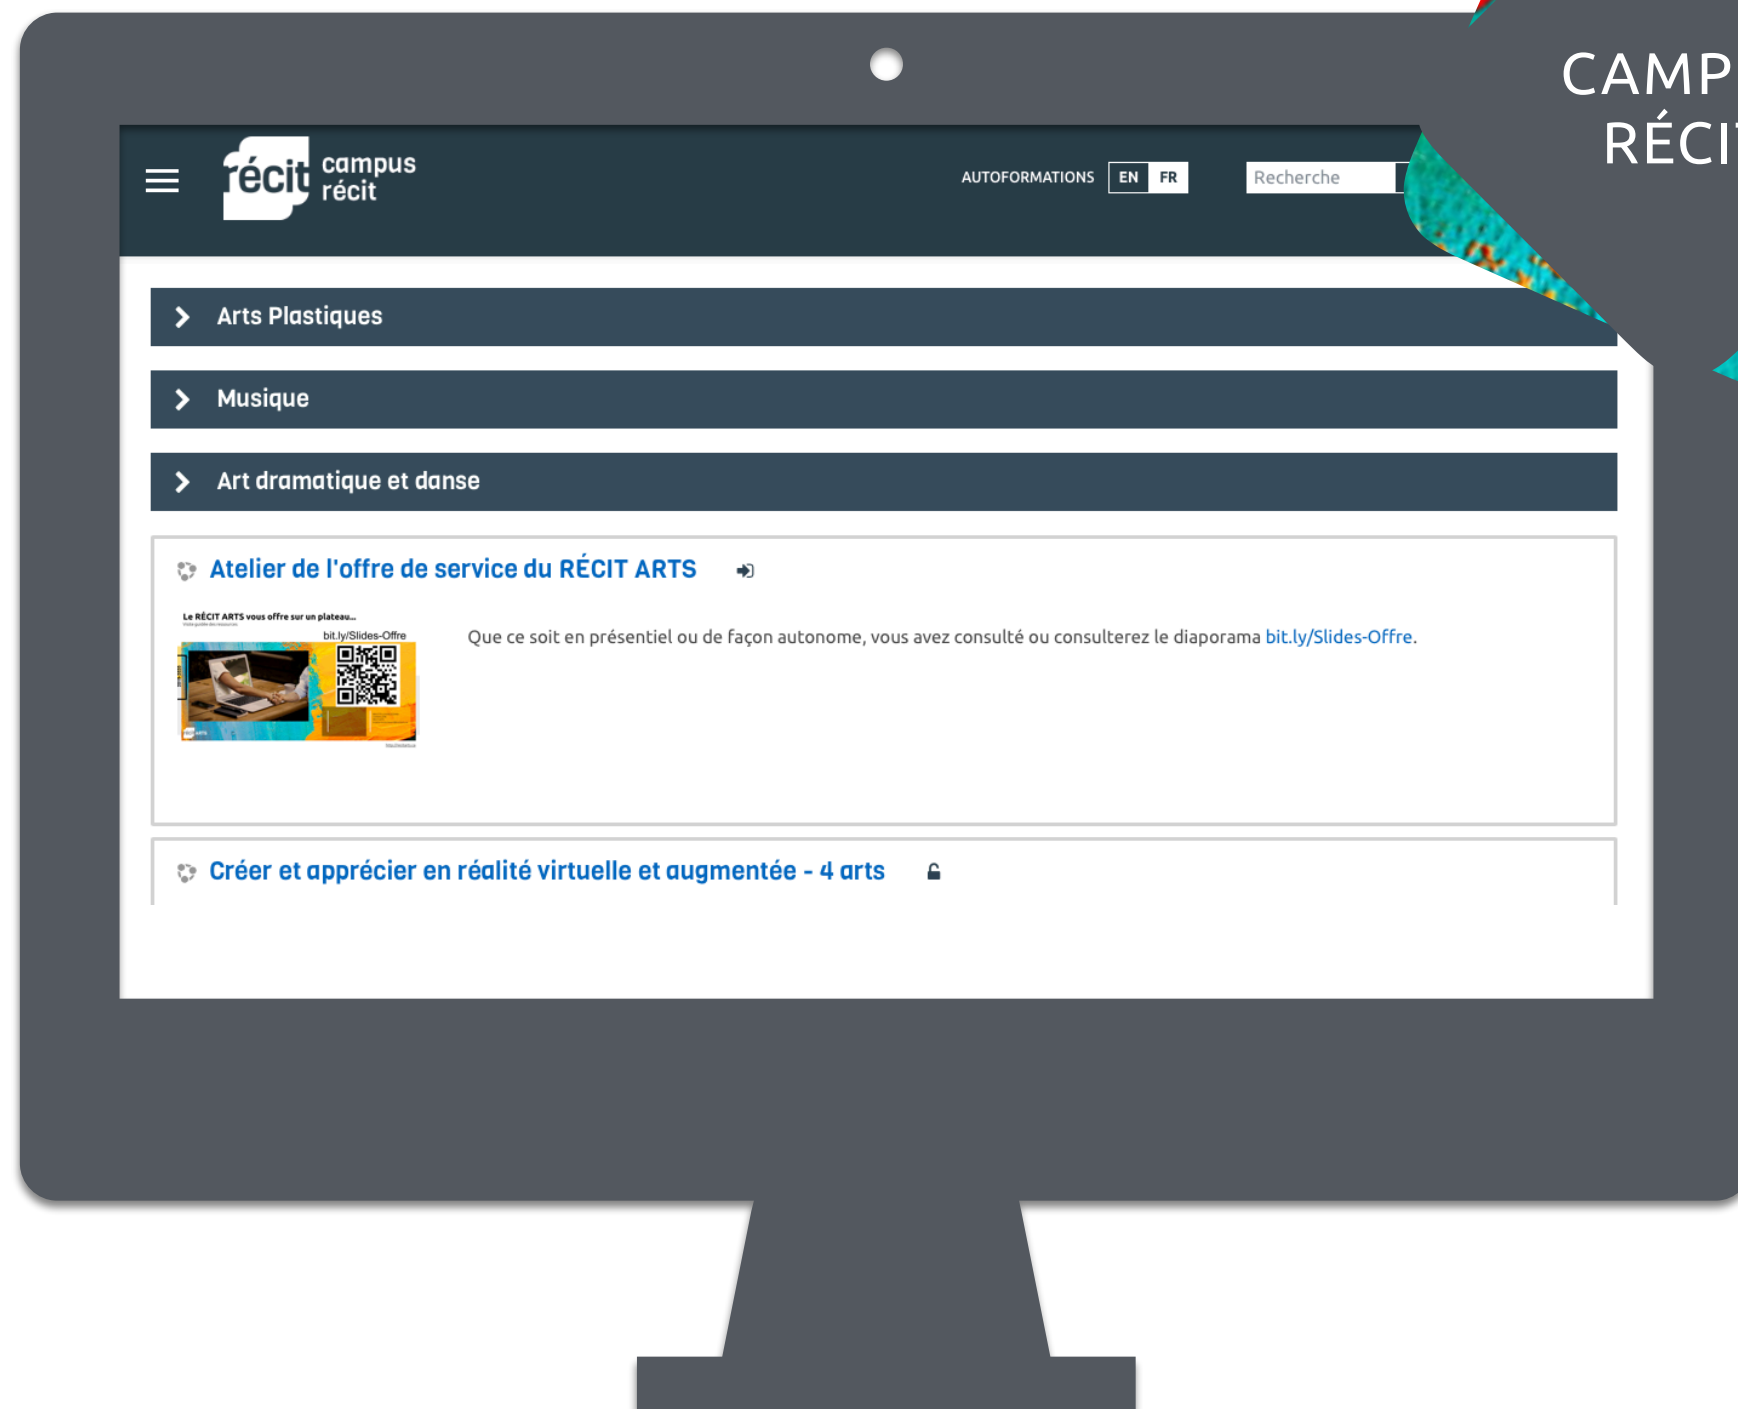 CAMP
RÉCIT
récit campus récit
AUTOFORMATIONS EN FR Recherche
Arts Plastiques
Musique
Art dramatique et danse
Atelier de l'offre de service du RÉCIT ARTS
Le RÉCIT ARTS vous offre sur un plateau...
bit.ly/Slides-Offre
Que ce soit en présentiel ou de façon autonome, vous avez consulté ou consulterez le diaporama bit.ly/Slides-Offre.
Créer et apprécier en réalité virtuelle et augmentée - 4 arts